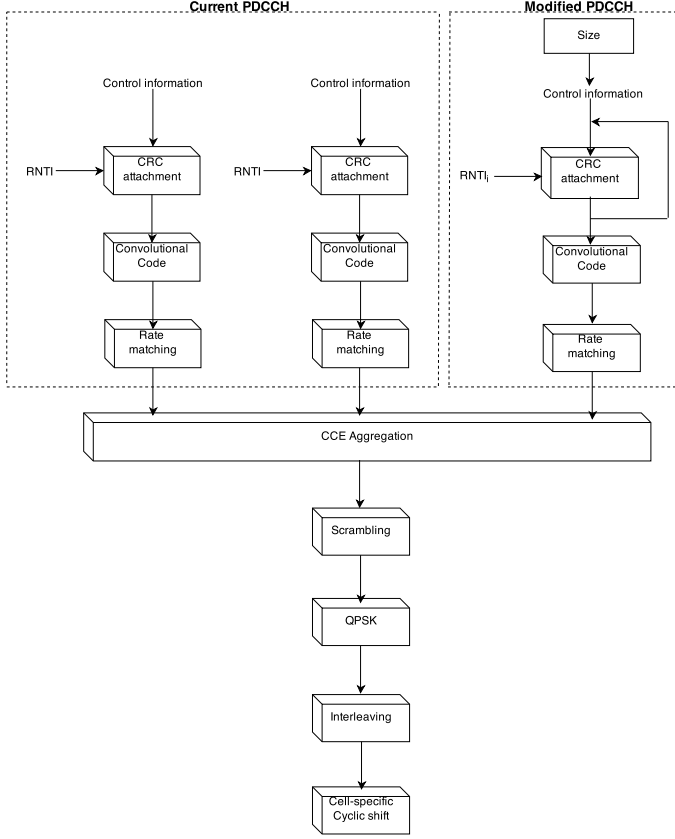 Current PDCCH
Modified PDCCH
Size
Control information
Control information
Control information
RNTI
CRC
attachment
RNTI
CRC
attachment
RNTIi
CRC
attachment
Convolutional
Code
Convolutional
Code
Convolutional
Code
Rate
matching
Rate
matching
Rate
matching
CCE Aggregation
Scrambling
QPSK
Interleaving
Cell-specific
Cyclic shift